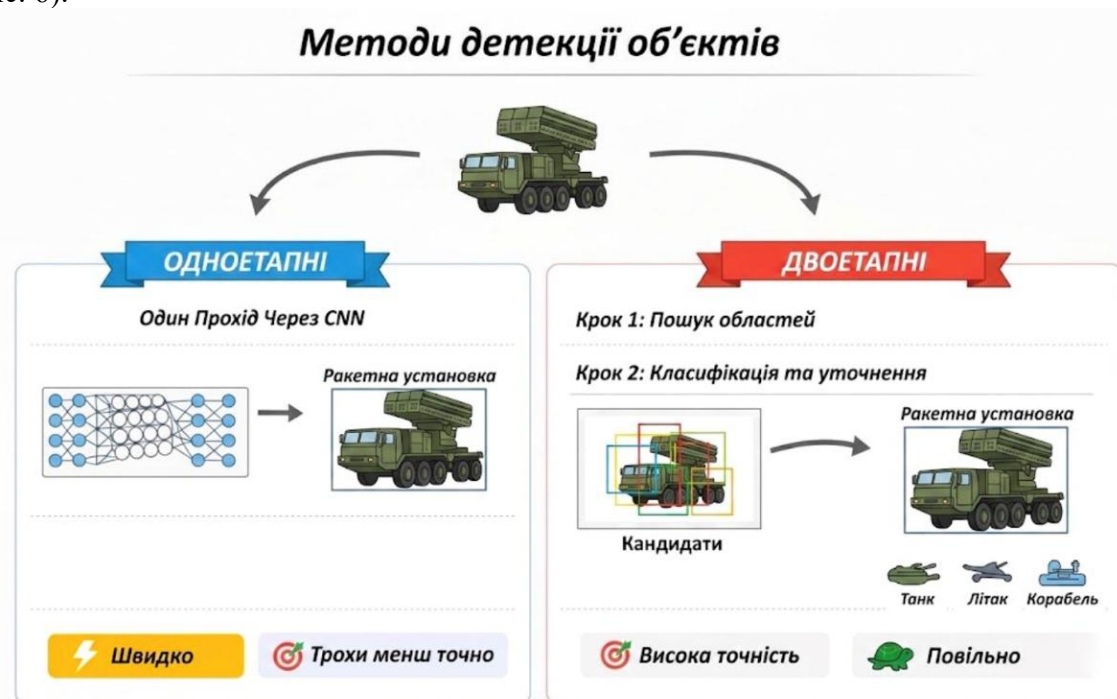 Методи детекції об'єктів
ОДНОЕТАПНІ
Один Прохід Через CNN
Ракетна установка
Швидко
Трохи менш точно
ДВОЕТАПНІ
Крок 1: Пошук областей
Крок 2: Класифікація та уточнення
Ракетна установка
Кандидати
Танк Літак Корабель
Висока точність
Повільно